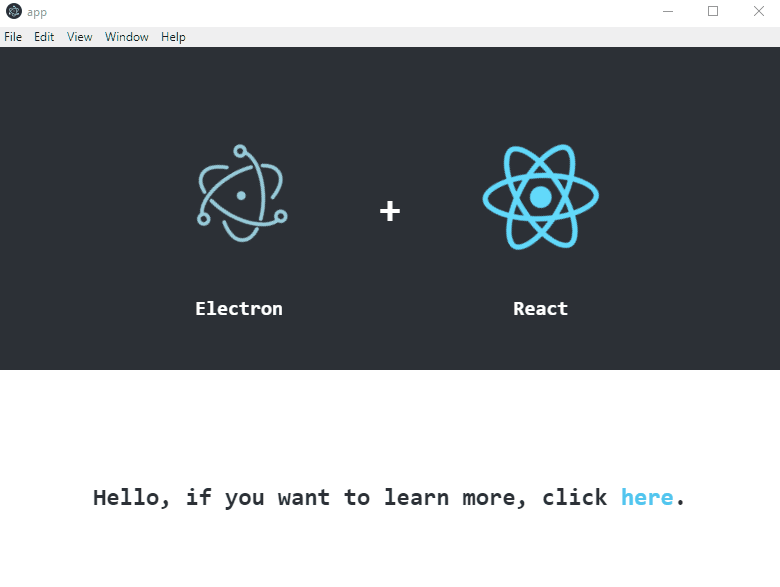 app
File Edit View Window Help
+
Electron React
Hello, if you want to learn more, click here.